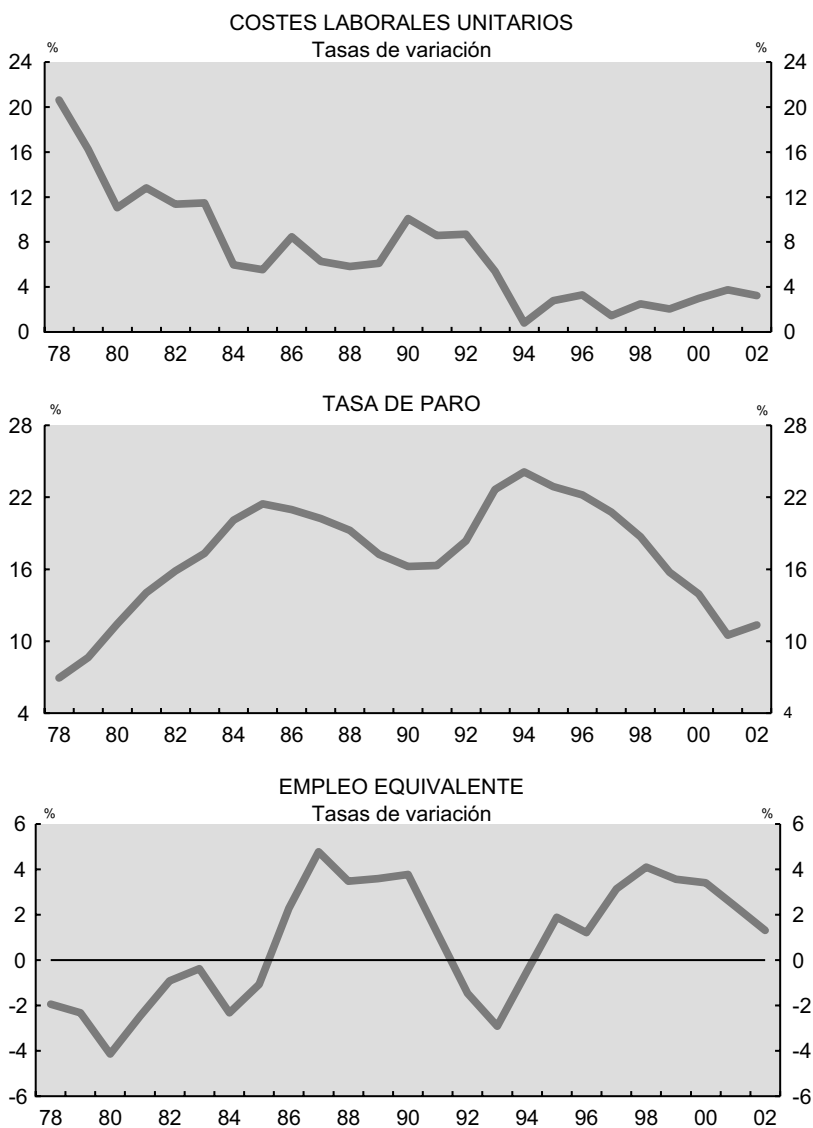 COSTES LABORALES UNITARIOS
% Tasas de variación %
24 24
20 20
16 16
12 12
8 8
4 4
0 0
78 80 82 84 86 88 90 92 94 96 98 00 02
TASA DE PARO
% %
28 28
22 22
16 16
10 10
4 4
78 80 82 84 86 88 90 92 94 96 98 00 02
EMPLEO EQUIVALENTE
% Tasas de variación %
6 6
4 4
2 2
0 0
-2 -2
-4 -4
-6 -6
78 80 82 84 86 88 90 92 94 96 98 00 02